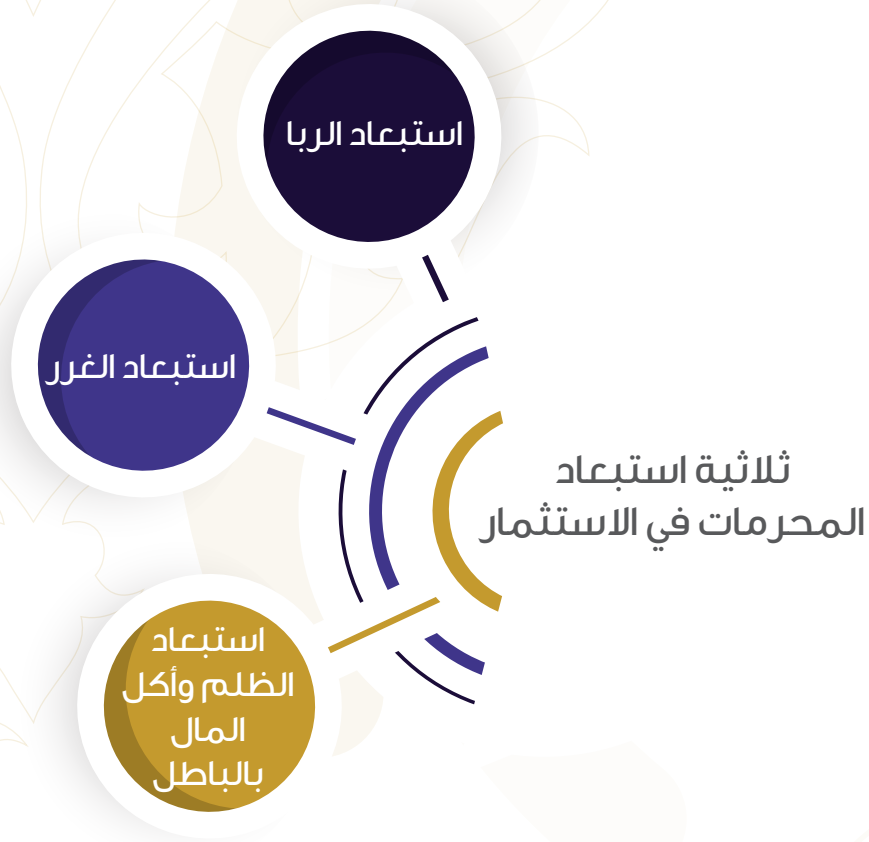 استبعاد الربا
استبعاد الغرر
ثلاثية استبعاد
المحرمات في الاستثمار
استبعاد
الظلم وأكل
المال
بالباطل